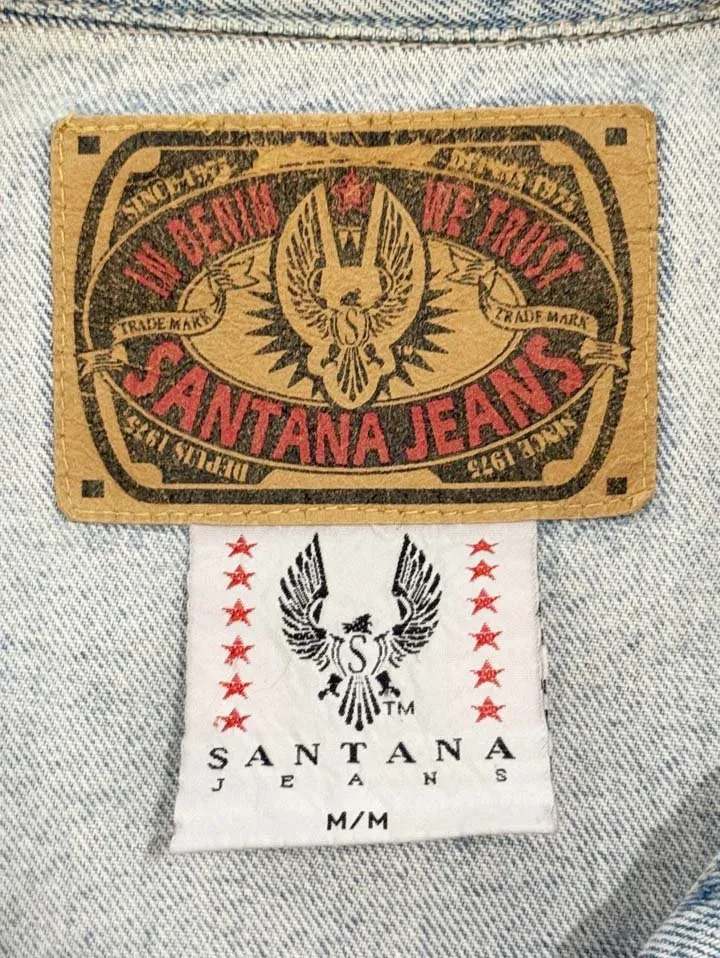 SINCE 1975
DEPUIS 1975
IN DENIM WE TRUST
S
TRADE MARK
TRADE MARK
SANTANA JEANS
DEPUIS 1975
SINCE 1975
S
TM
SANTANA
JEANS
M/M